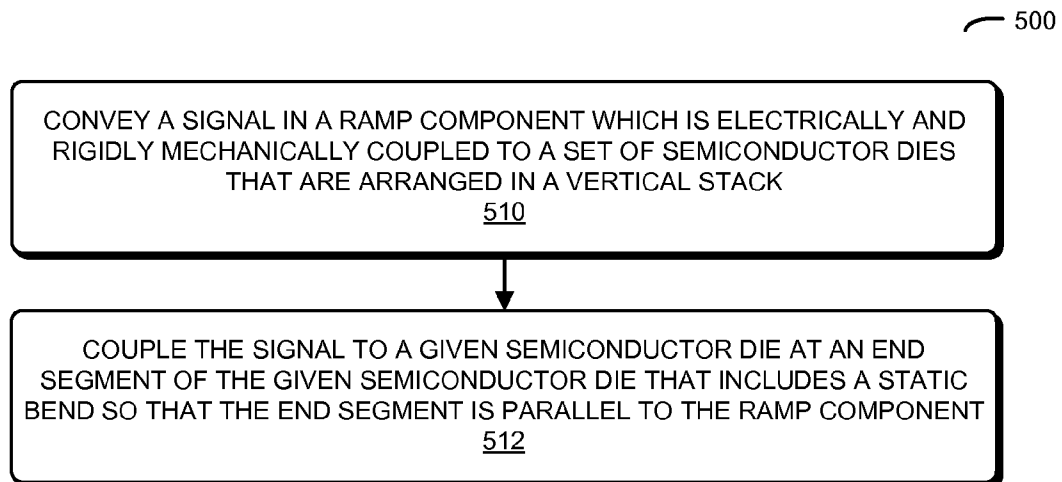 500
CONVEY A SIGNAL IN A RAMP COMPONENT WHICH IS ELECTRICALLY AND
RIGIDLY MECHANICALLY COUPLED TO A SET OF SEMICONDUCTOR DIES
THAT ARE ARRANGED IN A VERTICAL STACK
510
COUPLE THE SIGNAL TO A GIVEN SEMICONDUCTOR DIE AT AN END
SEGMENT OF THE GIVEN SEMICONDUCTOR DIE THAT INCLUDES A STATIC
BEND SO THAT THE END SEGMENT IS PARALLEL TO THE RAMP COMPONENT
512